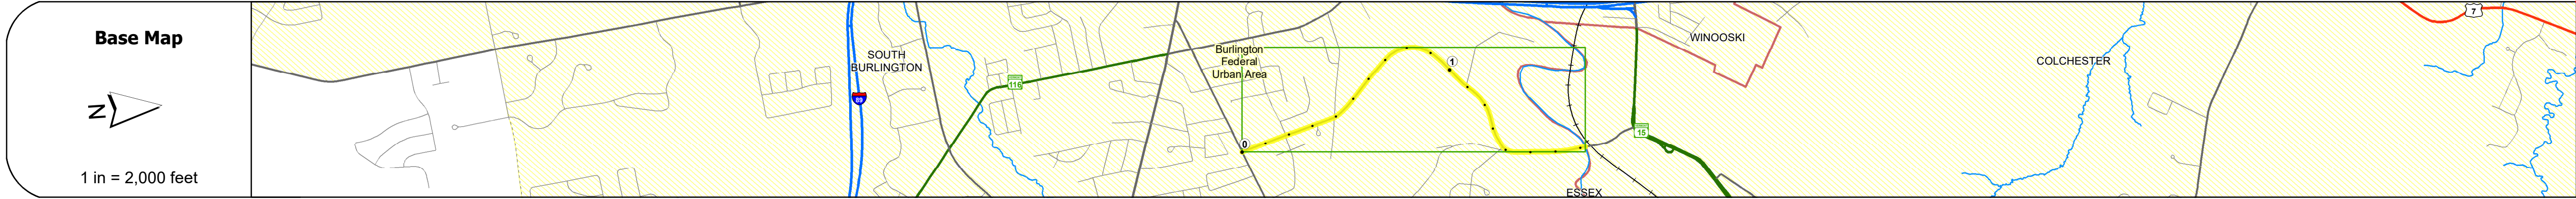 Base Map
N
1 in = 2,000 feet
SOUTH
BURLINGTON
89
116
Burlington
Federal
Urban Area
0
1
WINOOSKI
15
ESSEX
COLCHESTER
7